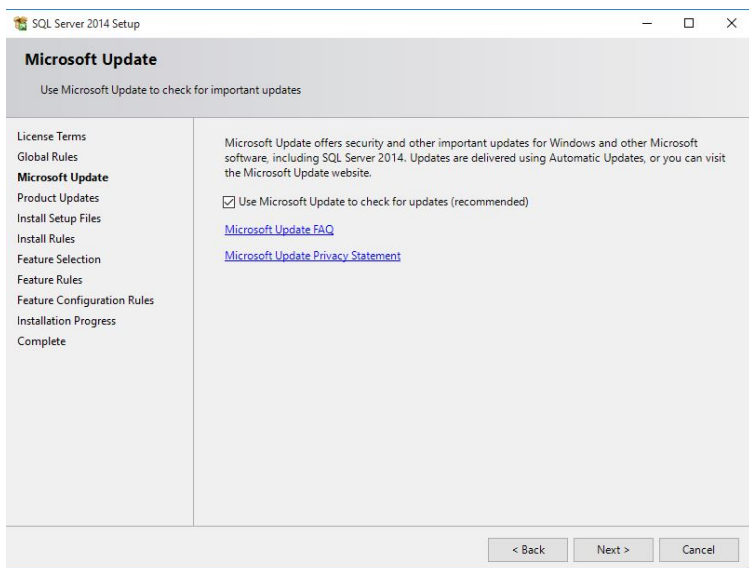 SQL Server 2014 Setup
Microsoft Update
Use Microsoft Update to check for important updates
License Terms
Global Rules
Microsoft Update
Product Updates
Install Setup Files
Install Rules
Feature Selection
Feature Rules
Feature Configuration Rules
Installation Progress
Complete
Microsoft Update offers security and other important updates for Windows and other Microsoft
software, including SQL Server 2014. Updates are delivered using Automatic Updates, or you can visit
the Microsoft Update website.
Use Microsoft Update to check for updates (recommended)
Microsoft Update FAQ
Microsoft Update Privacy Statement
< Back
Next >
Cancel